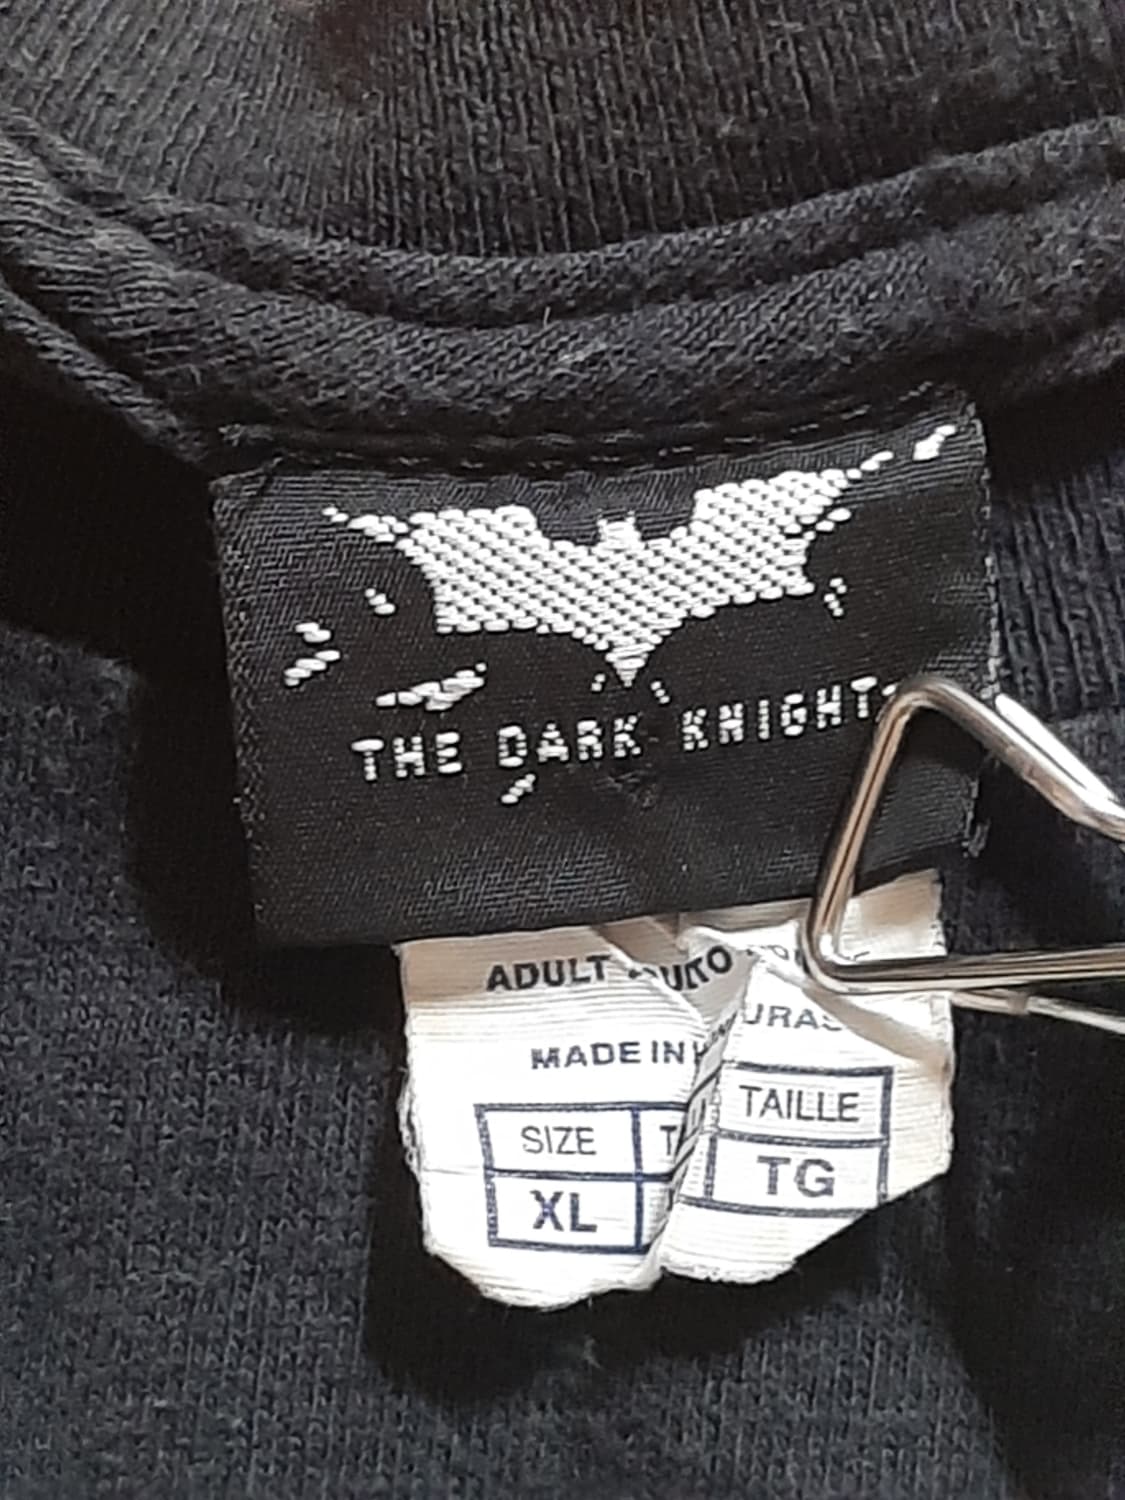 THE DARK KNIGHT
ADULT
MADE IN
SIZE
TAILLE
XL
TG